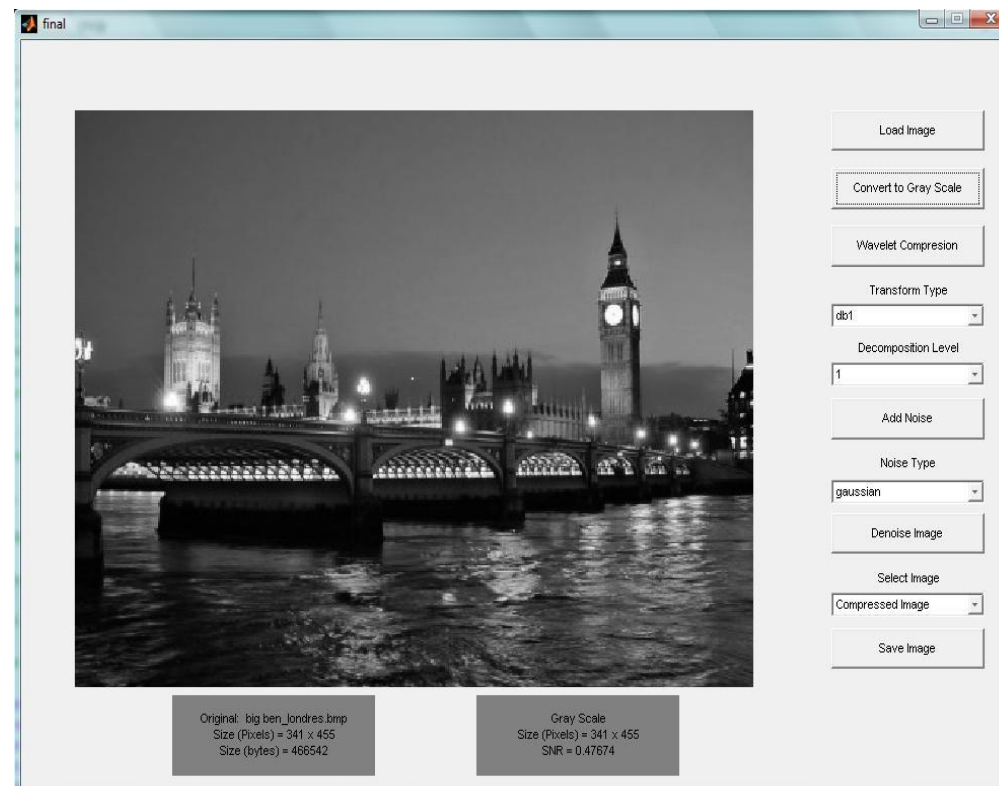 final
Load Image
Convert to Gray Scale
Wavelet Compresion
Transform Type
db1
Decomposition Level
1
Add Noise
Noise Type
gaussian
Denoise Image
Select Image
Compressed Image
Save Image
Original: big ben_londres.bmp
Size (Pixels) = 341 x 455
Size (bytes) = 466542
Gray Scale
Size (Pixels) = 341 x 455
SNR = 0.47674